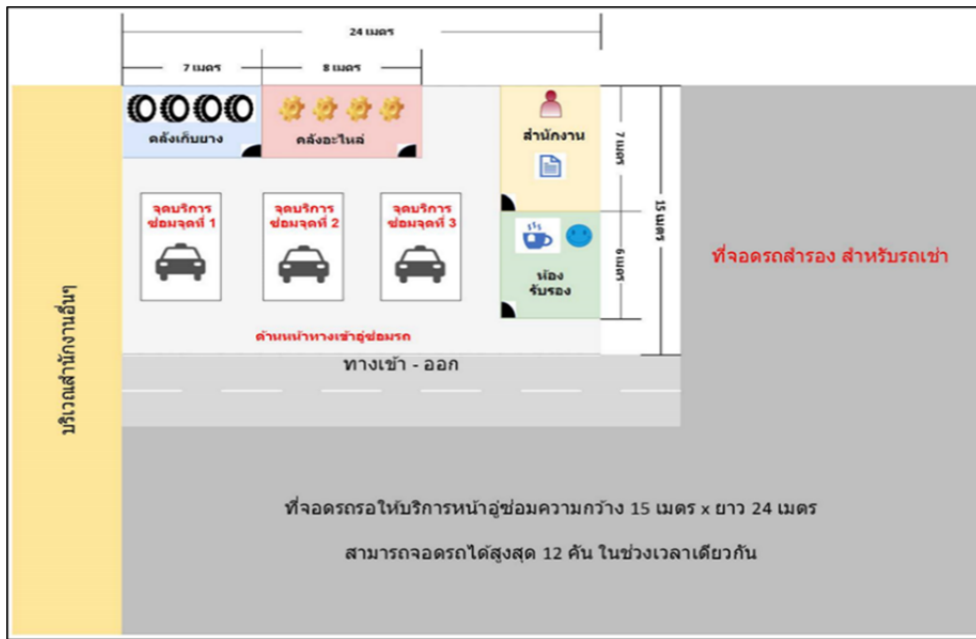 24 เมตร
7 เมตร
8 เมตร
คลังเก็บยาง
คลังอะไหล่
สำนักงาน
7 เมตร
15 เมตร
จุดบริการ
ซ่อมจุดที่ 1
จุดบริการ
ซ่อมจุดที่ 2
จุดบริการ
ซ่อมจุดที่ 3
ห้อง
รับรอง
6 เมตร
ที่จอดรถสำรอง สำหรับรถเช่า
บริเวณสำนักงานอื่นๆ
ด้านหน้าทางเข้าอู่ซ่อมรถ
ทางเข้า - ออก
ที่จอดรถรอให้บริการหน้าอู่ซ่อมความกว้าง 15 เมตร x ยาว 24 เมตร
สามารถจอดรถได้สูงสุด 12 คัน ในช่วงเวลาเดียวกัน